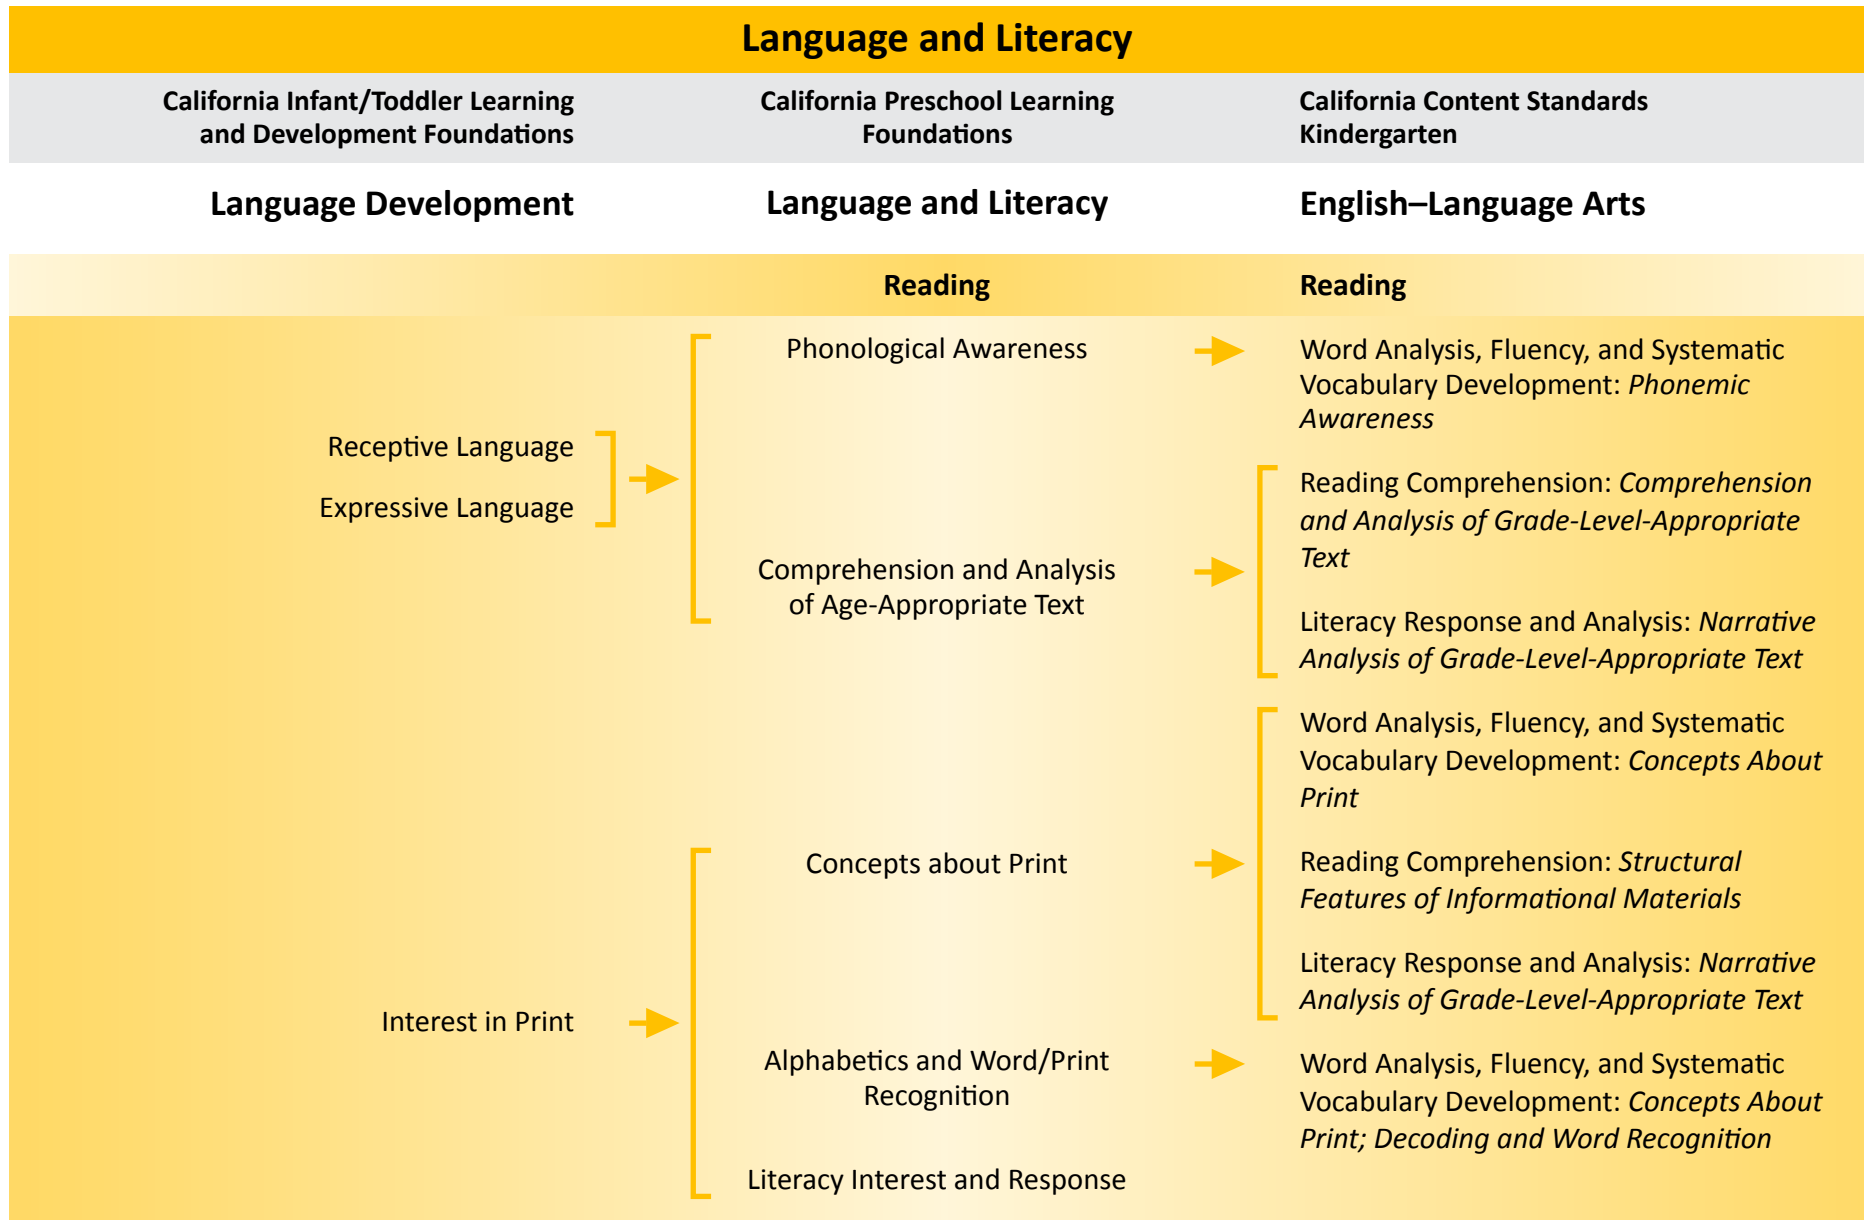 Language and Literacy
California Infant/Toddler Learning
and Development Foundations
California Preschool Learning
Foundations
California Content Standards
Kindergarten
Language Development
Language and Literacy
English–Language Arts
Reading
Reading
Receptive Language
Expressive Language
Phonological Awareness
Word Analysis, Fluency, and Systematic
Vocabulary Development: Phonemic
Awareness
Comprehension and Analysis
of Age-Appropriate Text
Reading Comprehension: Comprehension
and Analysis of Grade-Level-Appropriate
Text
Literacy Response and Analysis: Narrative
Analysis of Grade-Level-Appropriate Text
Interest in Print
Concepts about Print
Word Analysis, Fluency, and Systematic
Vocabulary Development: Concepts About
Print
Reading Comprehension: Structural
Features of Informational Materials
Literacy Response and Analysis: Narrative
Analysis of Grade-Level-Appropriate Text
Alphabetics and Word/Print
Recognition
Word Analysis, Fluency, and Systematic
Vocabulary Development: Concepts About
Print; Decoding and Word Recognition
Literacy Interest and Response